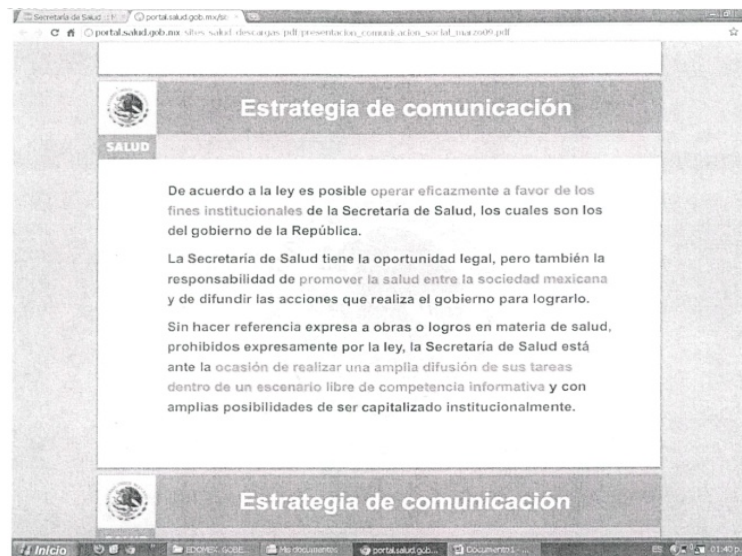 Secretaría de Salud
portal.salud.gob.mx/sit
portal.salud.gob.mx/sites/salud/descargas/pdf/presentacion_comunicacion_social_marzo09.pdf
Estrategia de comunicación
SALUD
De acuerdo a la ley es posible operar eficazmente a favor de los
fines institucionales de la Secretaría de Salud, los cuales son los
del gobierno de la República.
La Secretaría de Salud tiene la oportunidad legal, pero también la
responsabilidad de promover la salud entre la sociedad mexicana
y de difundir las acciones que realiza el gobierno para lograrlo.
Sin hacer referencia expresa a obras o logros en materia de salud,
prohibidos expresamente por la ley, la Secretaría de Salud está
ante la ocasión de realizar una amplia difusión de sus tareas
dentro de un escenario libre de competencia informativa y con
amplias posibilidades de ser capitalizado institucionalmente.
Estrategia de comunicación
Inicio
EDOMEX, GOBE...
Mis documentos
portal.salud.gob...
Documento1 - ...
01:40 p.